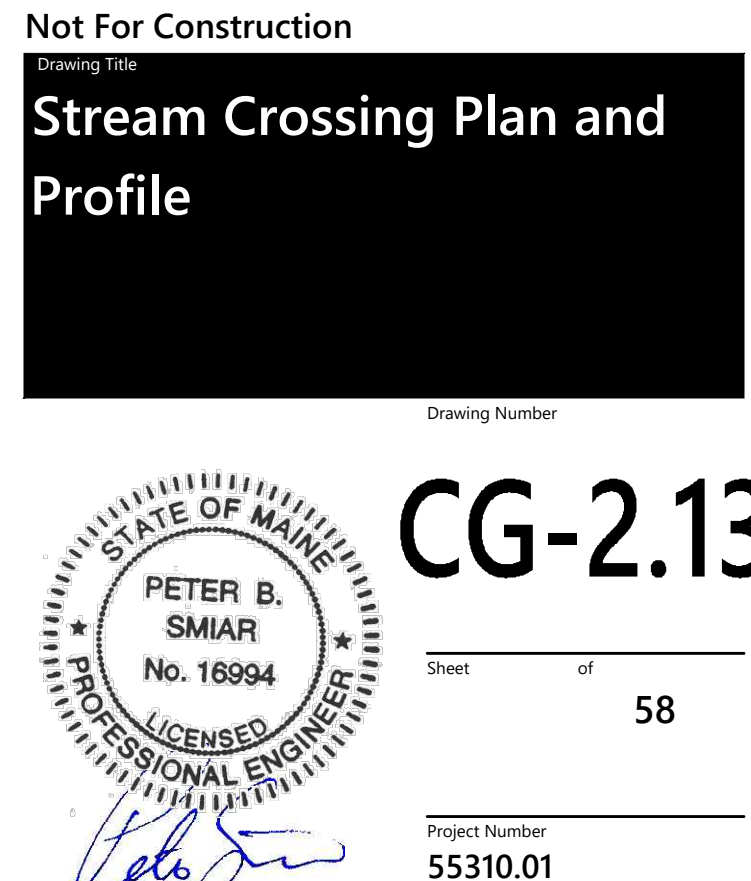 Not For Construction
Drawing Title
Stream Crossing Plan and
Profile
Drawing Number
CG-2.13
STATE OF MAINE
PETER B.
SMIAR
No. 16994
LICENSED
PROFESSIONAL ENGINEER
Sheet of
58
Project Number
55310.01